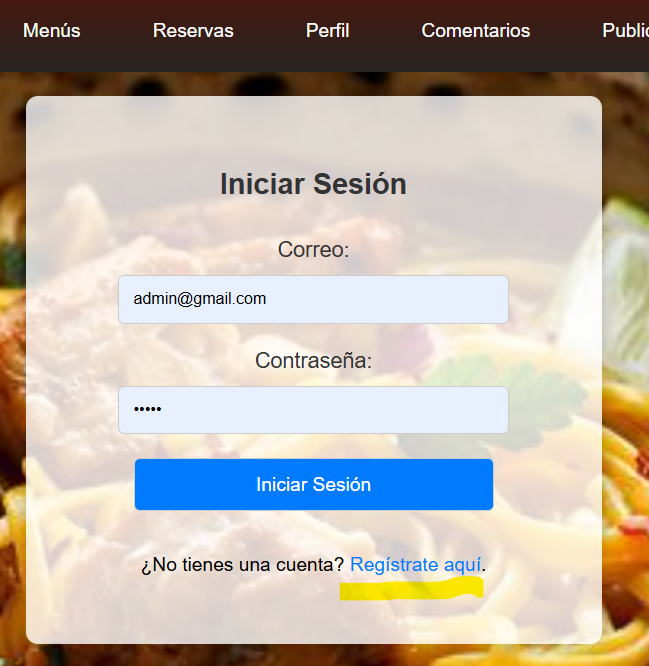 Menús Reservas Perfil Comentarios Public
Iniciar Sesión
Correo:
admin@gmail.com
Contraseña:
•••••
Iniciar Sesión
¿No tienes una cuenta? Regístrate aquí.